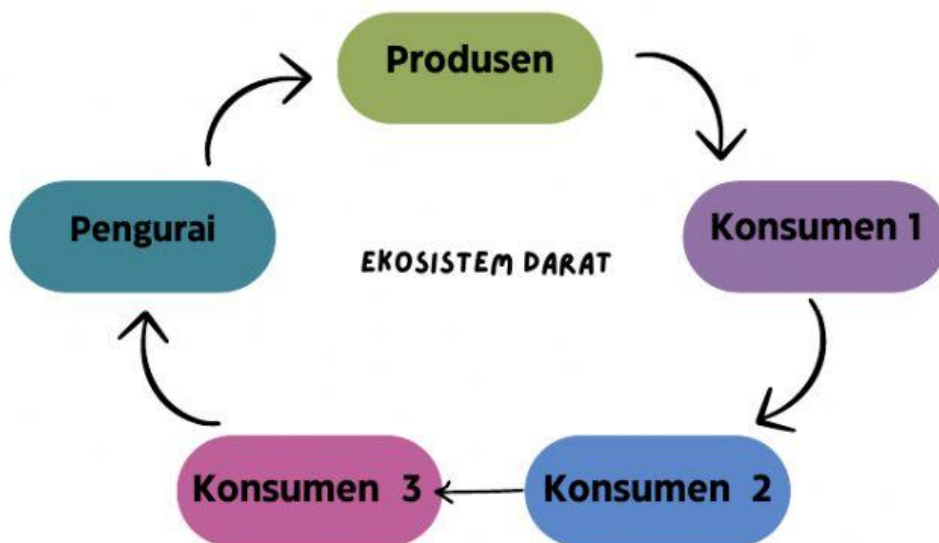 Produsen
Pengurai
Konsumen 1
EKOSISTEM DARAT
Konsumen 3
Konsumen 2